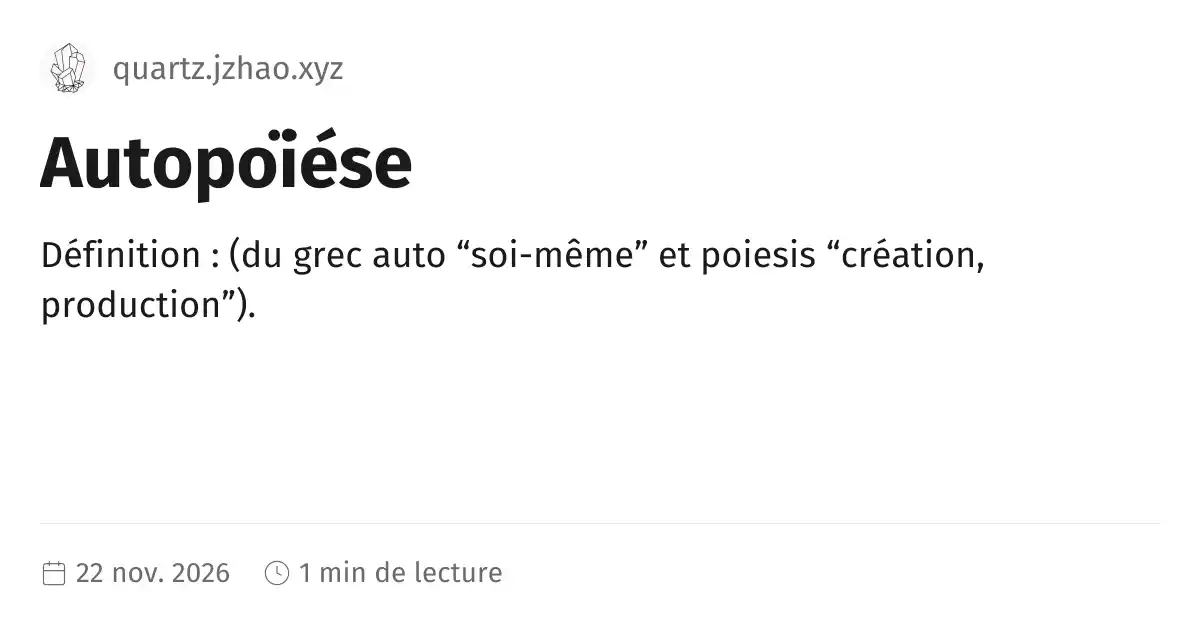 quartz.jzhao.xyz
Autopoïése
Définition : (du grec auto “soi-même” et poiesis “création,
production”).
22 nov. 2026 1 min de lecture